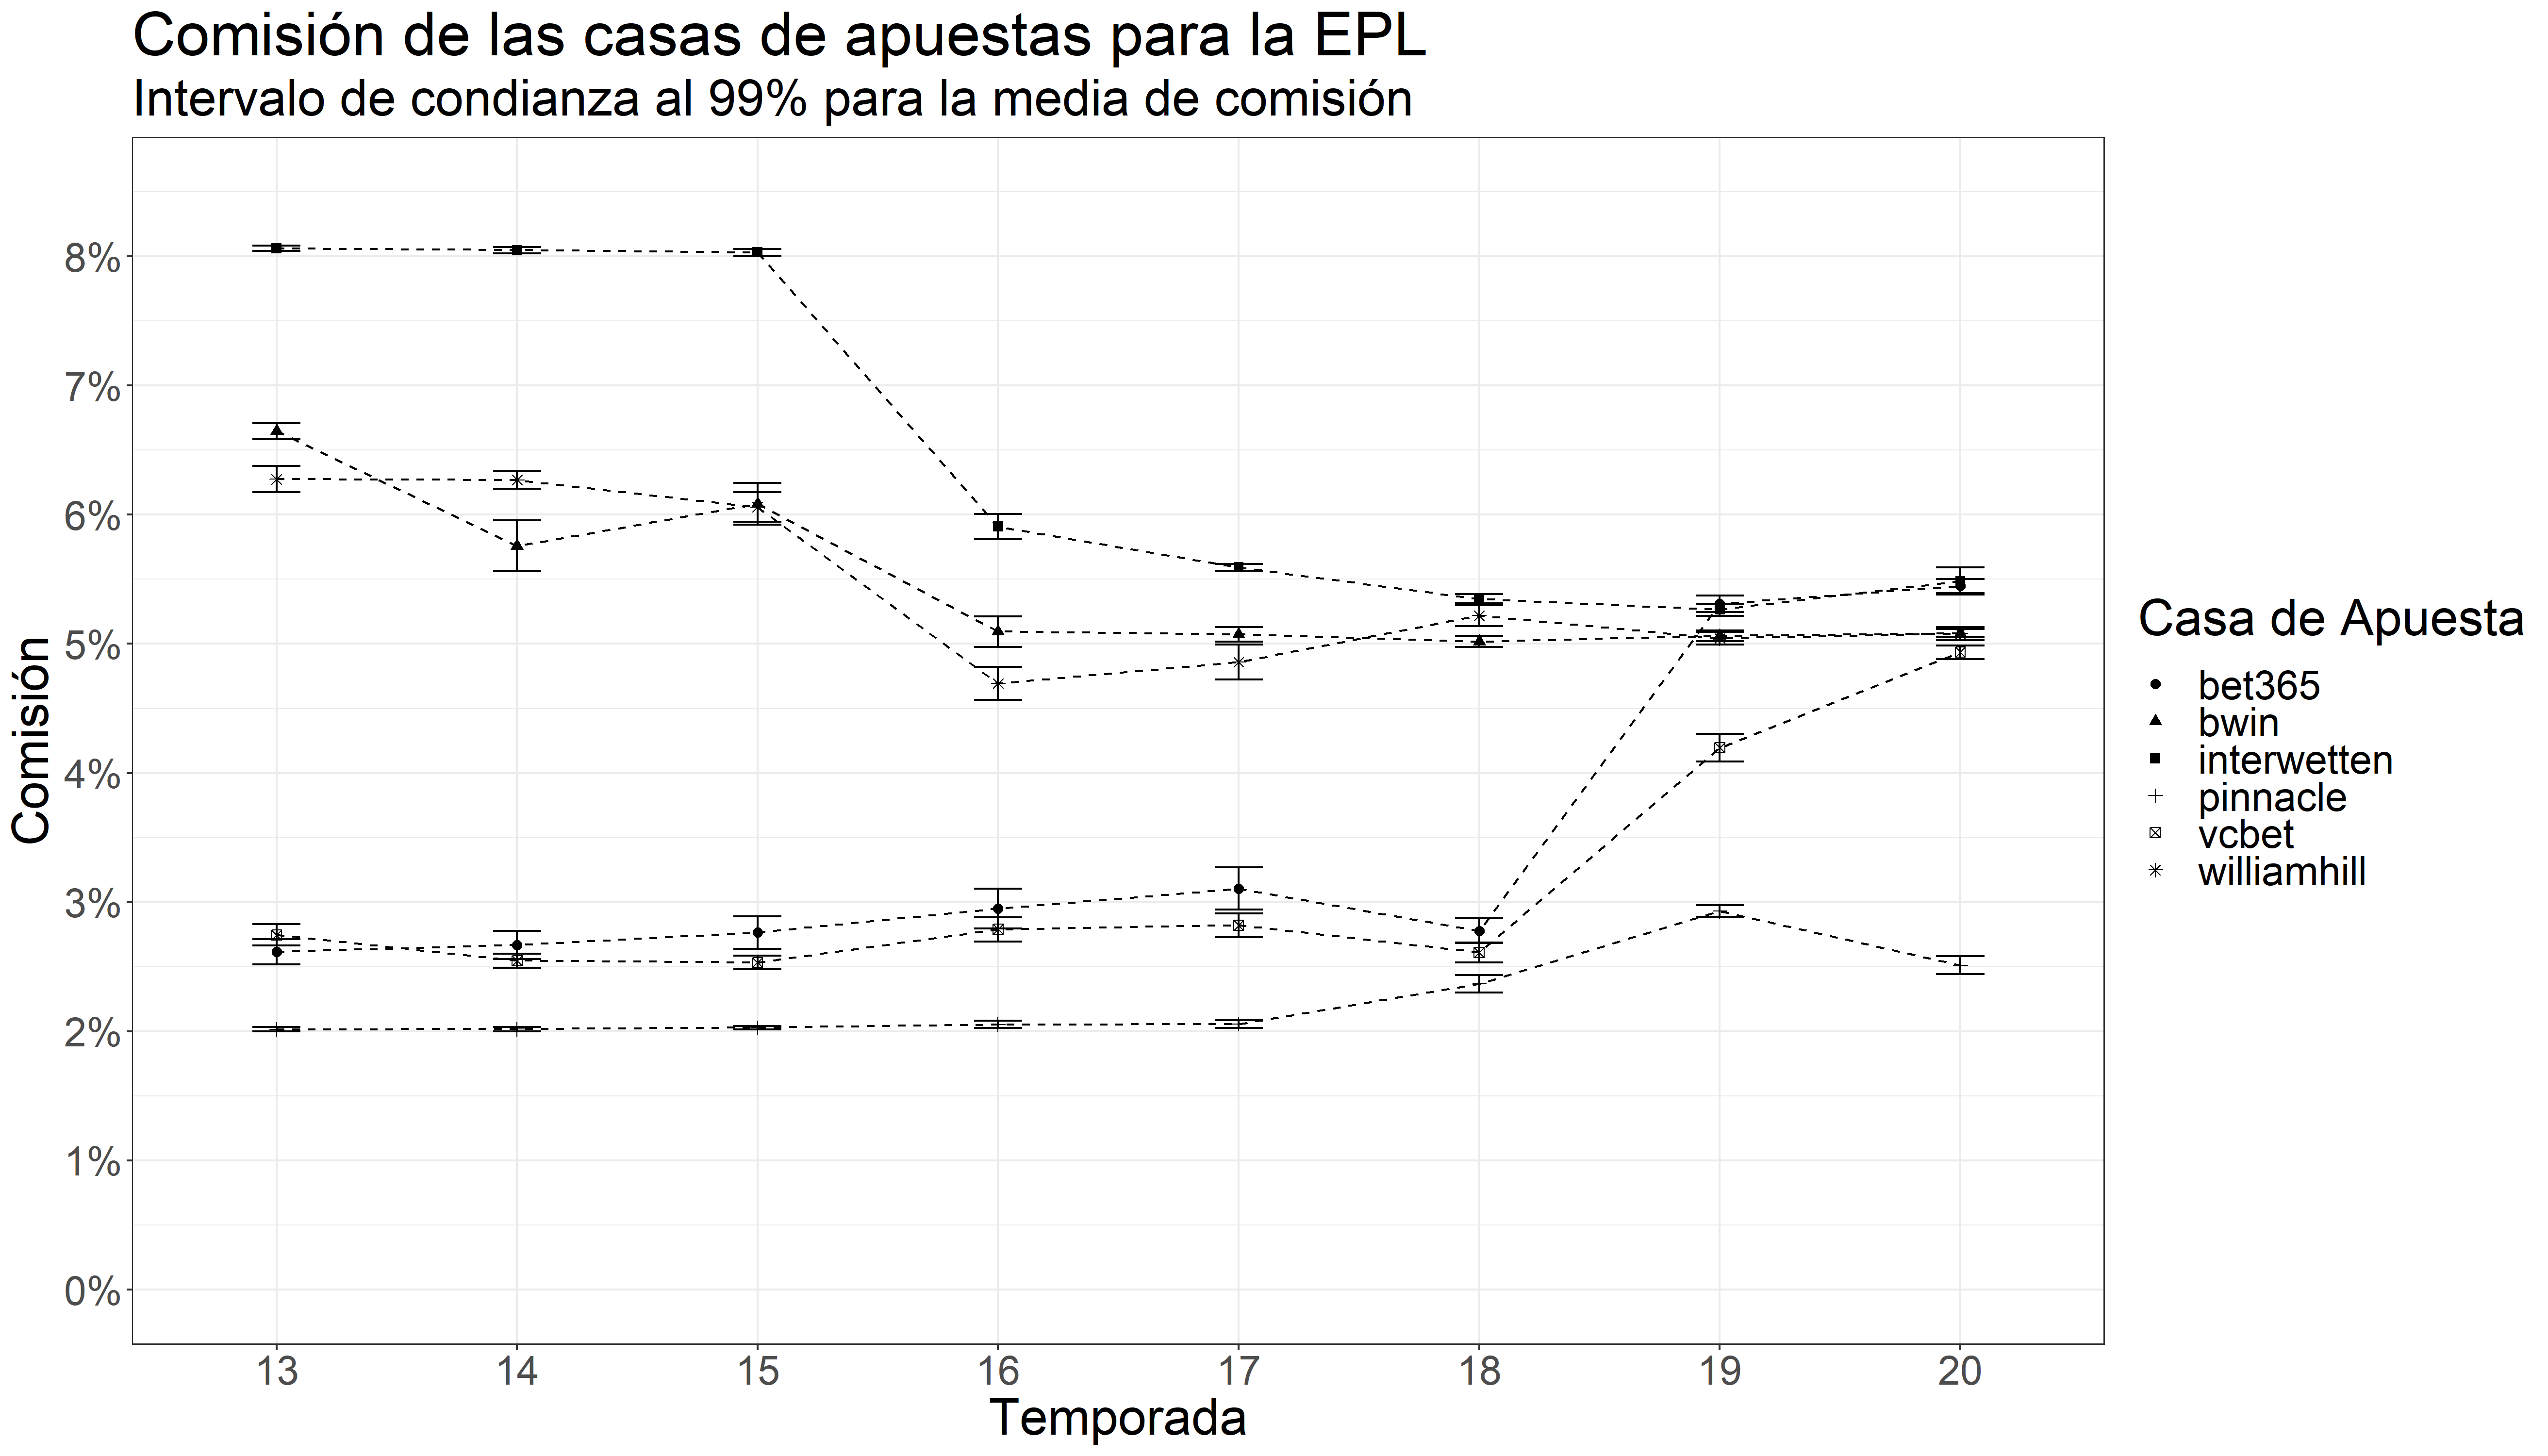 Comisión de las casas de apuestas para la EPL
Intervalo de condianza al 99% para la media de comisión
Comisión
8%
7%
6%
5%
4%
3%
2%
1%
0%
13 14 15 16 17 18 19 20
Temporada
Casa de Apuesta
bet365
bwin
interwetten
pinnacle
vcbet
williamhill